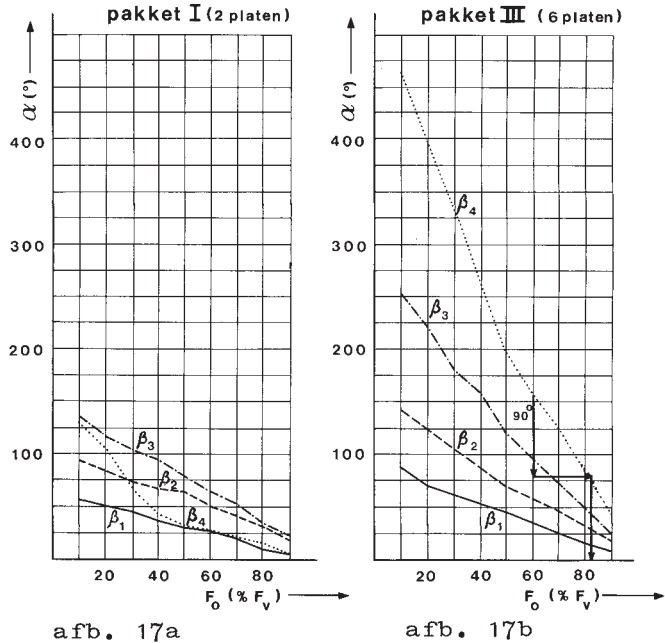 pakket I (2 platen)
α (°)
400
300
200
100
β3
β2
β1
β4
20 40 60 80
Fo (% Fv)
afb. 17a
pakket III (6 platen)
α (°)
400
300
200
100
β4
β3
β2
β1
90°
20 40 60 80
Fo (% Fv)
afb. 17b